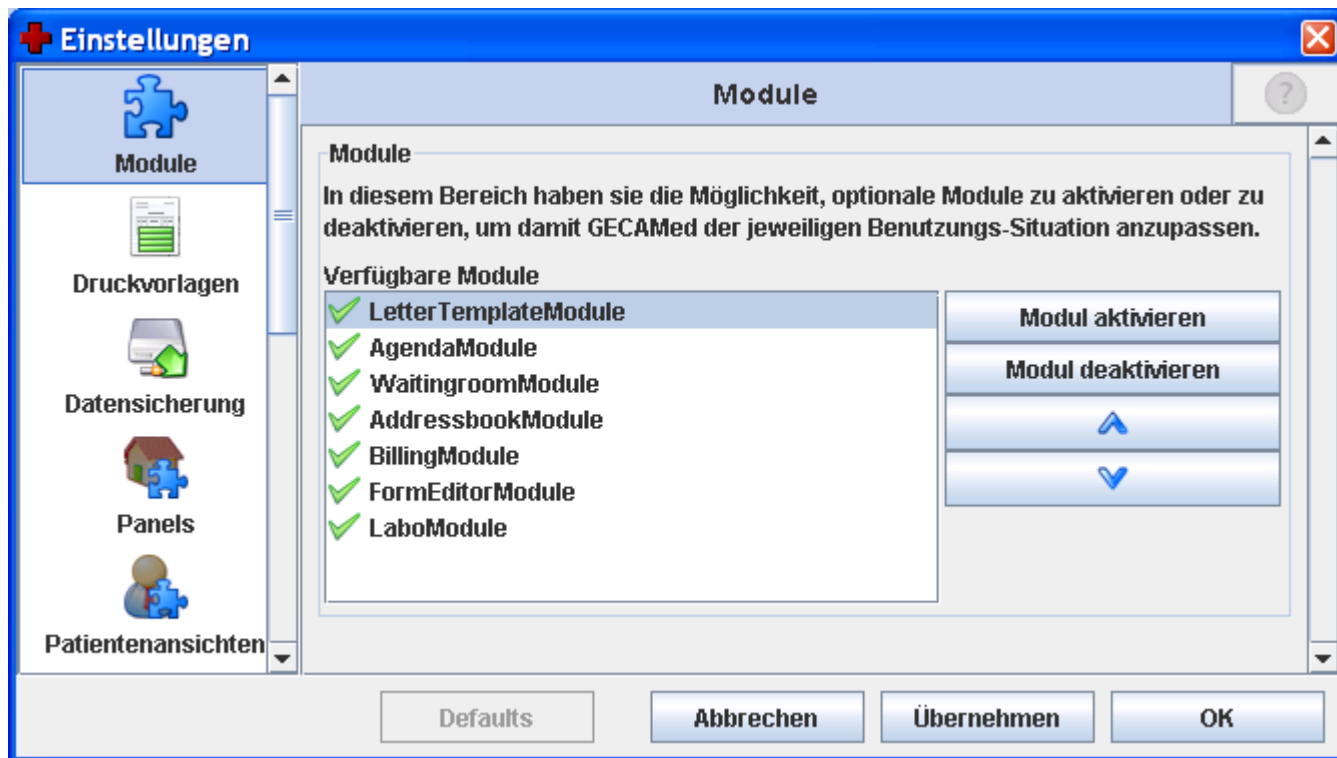 Einstellungen
Module
Druckvorlagen
Datensicherung
Panels
Patientenansichten
Module
?
Module
In diesem Bereich haben sie die Möglichkeit, optionale Module zu aktivieren oder zu
deaktivieren, um damit GECAMed der jeweiligen Benutzungs-Situation anzupassen.
Verfügbare Module
LetterTemplateModule
AgendaModule
WaitingroomModule
AddressbookModule
BillingModule
FormEditorModule
LaboModule
Modul aktivieren
Modul deaktivieren
Defaults
Abbrechen
Übernehmen
OK